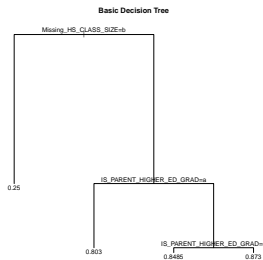 Basic Decision Tree
Missing_HS_CLASS_SIZE=b
0.25
IS_PARENT_HIGHER_ED_GRAD=a
0.803
IS_PARENT_HIGHER_ED_GRAD=
0.8485
0.873